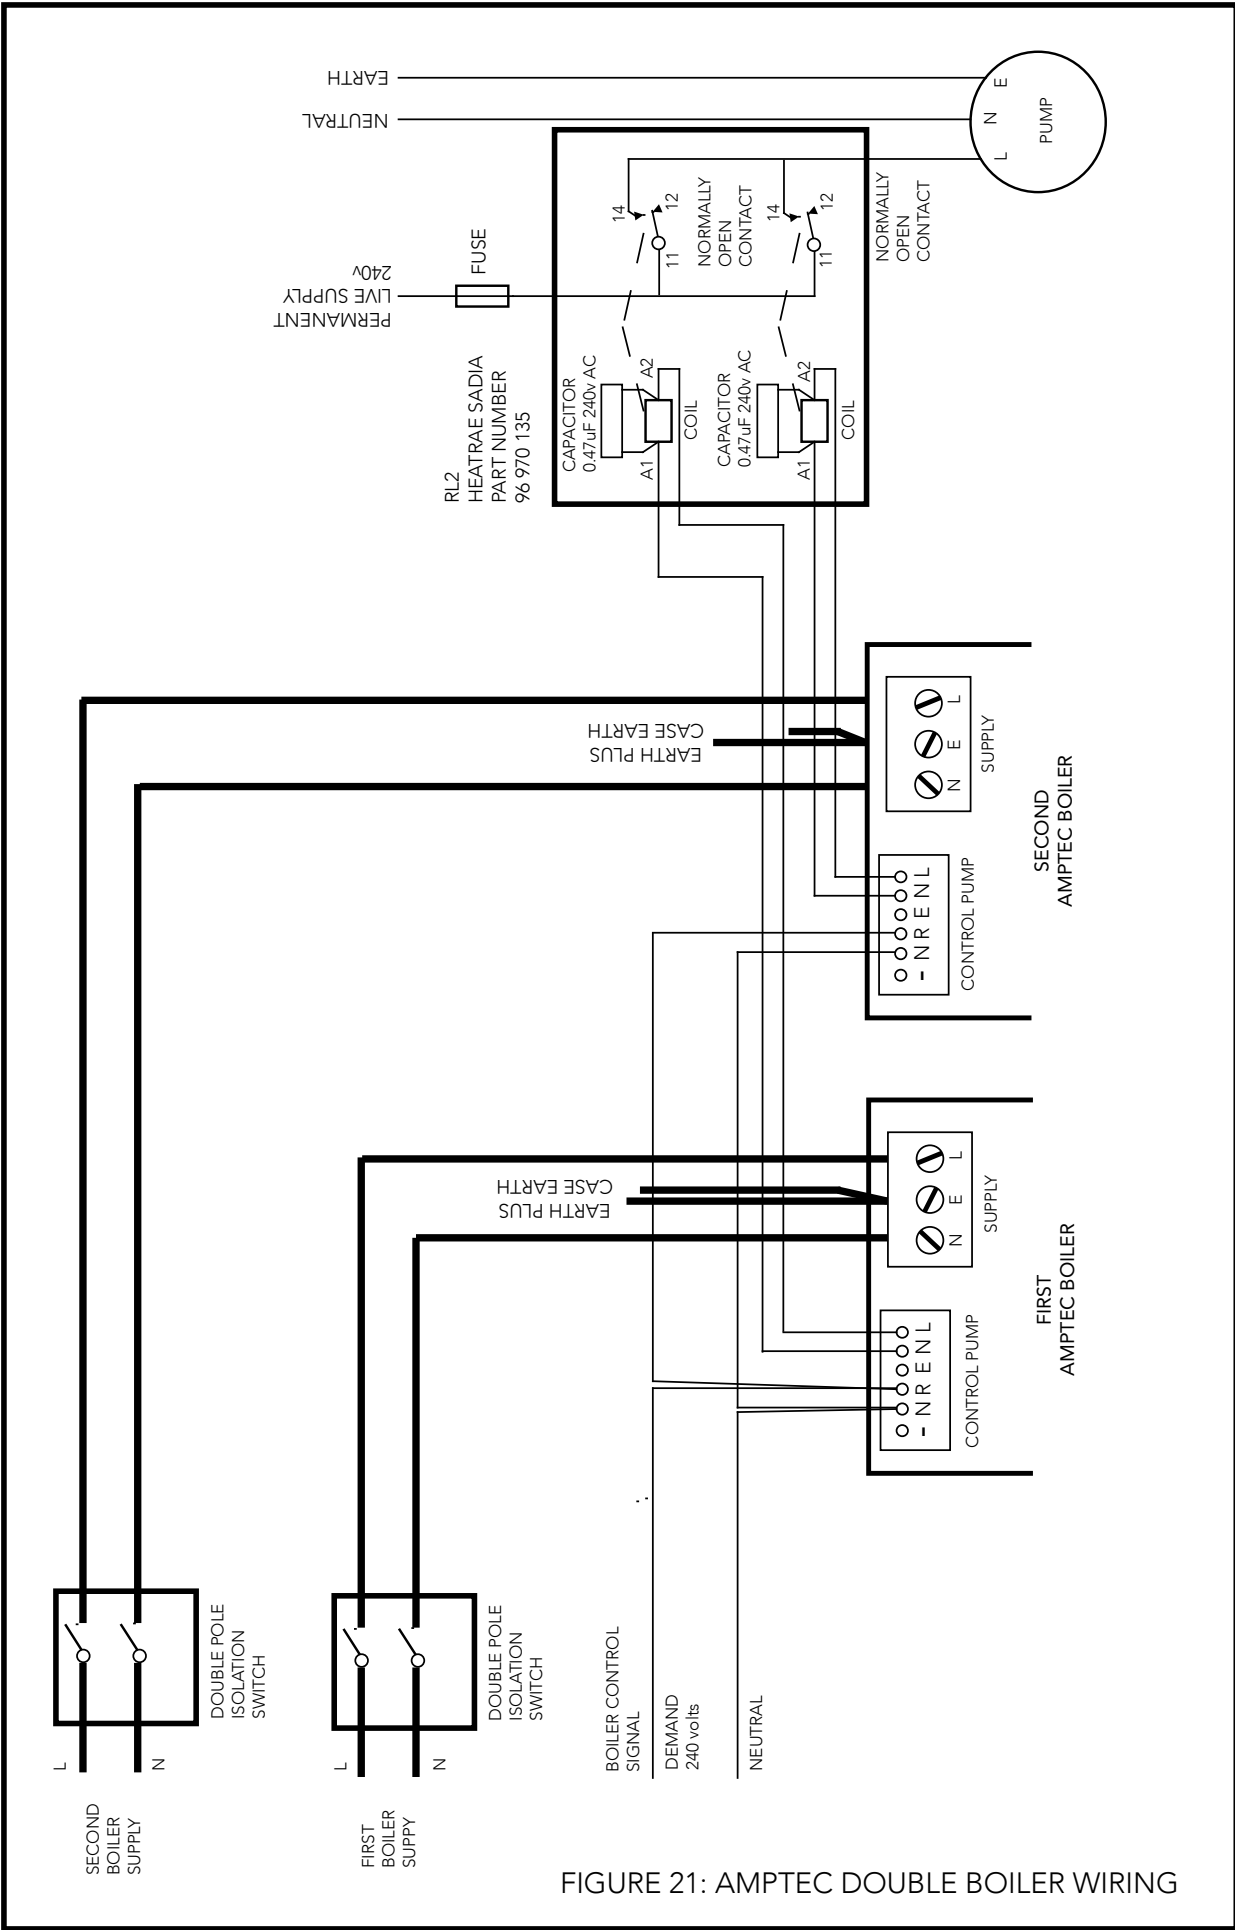 EARTH
NEUTRAL
PERMANENT
LIVE SUPPLY
240v
FUSE
E
N
L
PUMP
14
12
11
NORMALLY
OPEN
CONTACT
14
12
11
NORMALLY
OPEN
CONTACT
RL2
HEATRAE SADIA
PART NUMBER
96 970 135
CAPACITOR
0.47uF 240v AC
A2
A1
COIL
CAPACITOR
0.47uF 240v AC
A2
A1
COIL
EARTH PLUS
CASE EARTH
N E L
SUPPLY
- N R E N L
CONTROL PUMP
SECOND
AMPTEC BOILER
EARTH PLUS
CASE EARTH
N E L
SUPPLY
- N R E N L
CONTROL PUMP
FIRST
AMPTEC BOILER
DOUBLE POLE
ISOLATION
SWITCH
L
N
SECOND
BOILER
SUPPLY
DOUBLE POLE
ISOLATION
SWITCH
L
N
FIRST
BOILER
SUPPY
BOILER CONTROL
SIGNAL
DEMAND
240 volts
NEUTRAL
FIGURE 21: AMPTEC DOUBLE BOILER WIRING